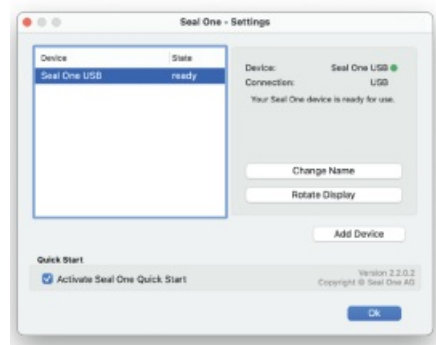 Seal One - Settings
Device State
Seal One USB ready
Device: Seal One USB
Connection: USB
Your Seal One device is ready for use.
Change Name
Rotate Display
Add Device
Quick Start
Activate Seal One Quick Start
Version 2.2.0.2
Copyright © Seal One AG
Ok